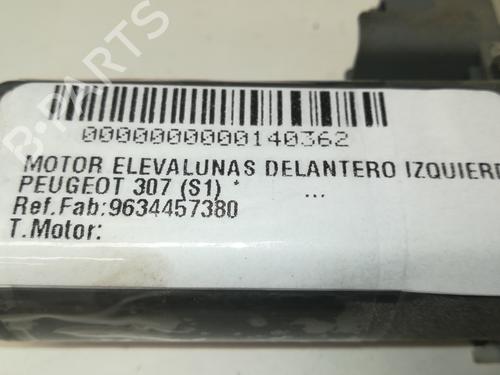 B-PARTS
0000000000140362
MOTOR ELEVALUNAS DELANTERO IZQUIERD
PEUGEOT 307 (S1) * ...
Ref.Fab:9634457380
T.Motor: